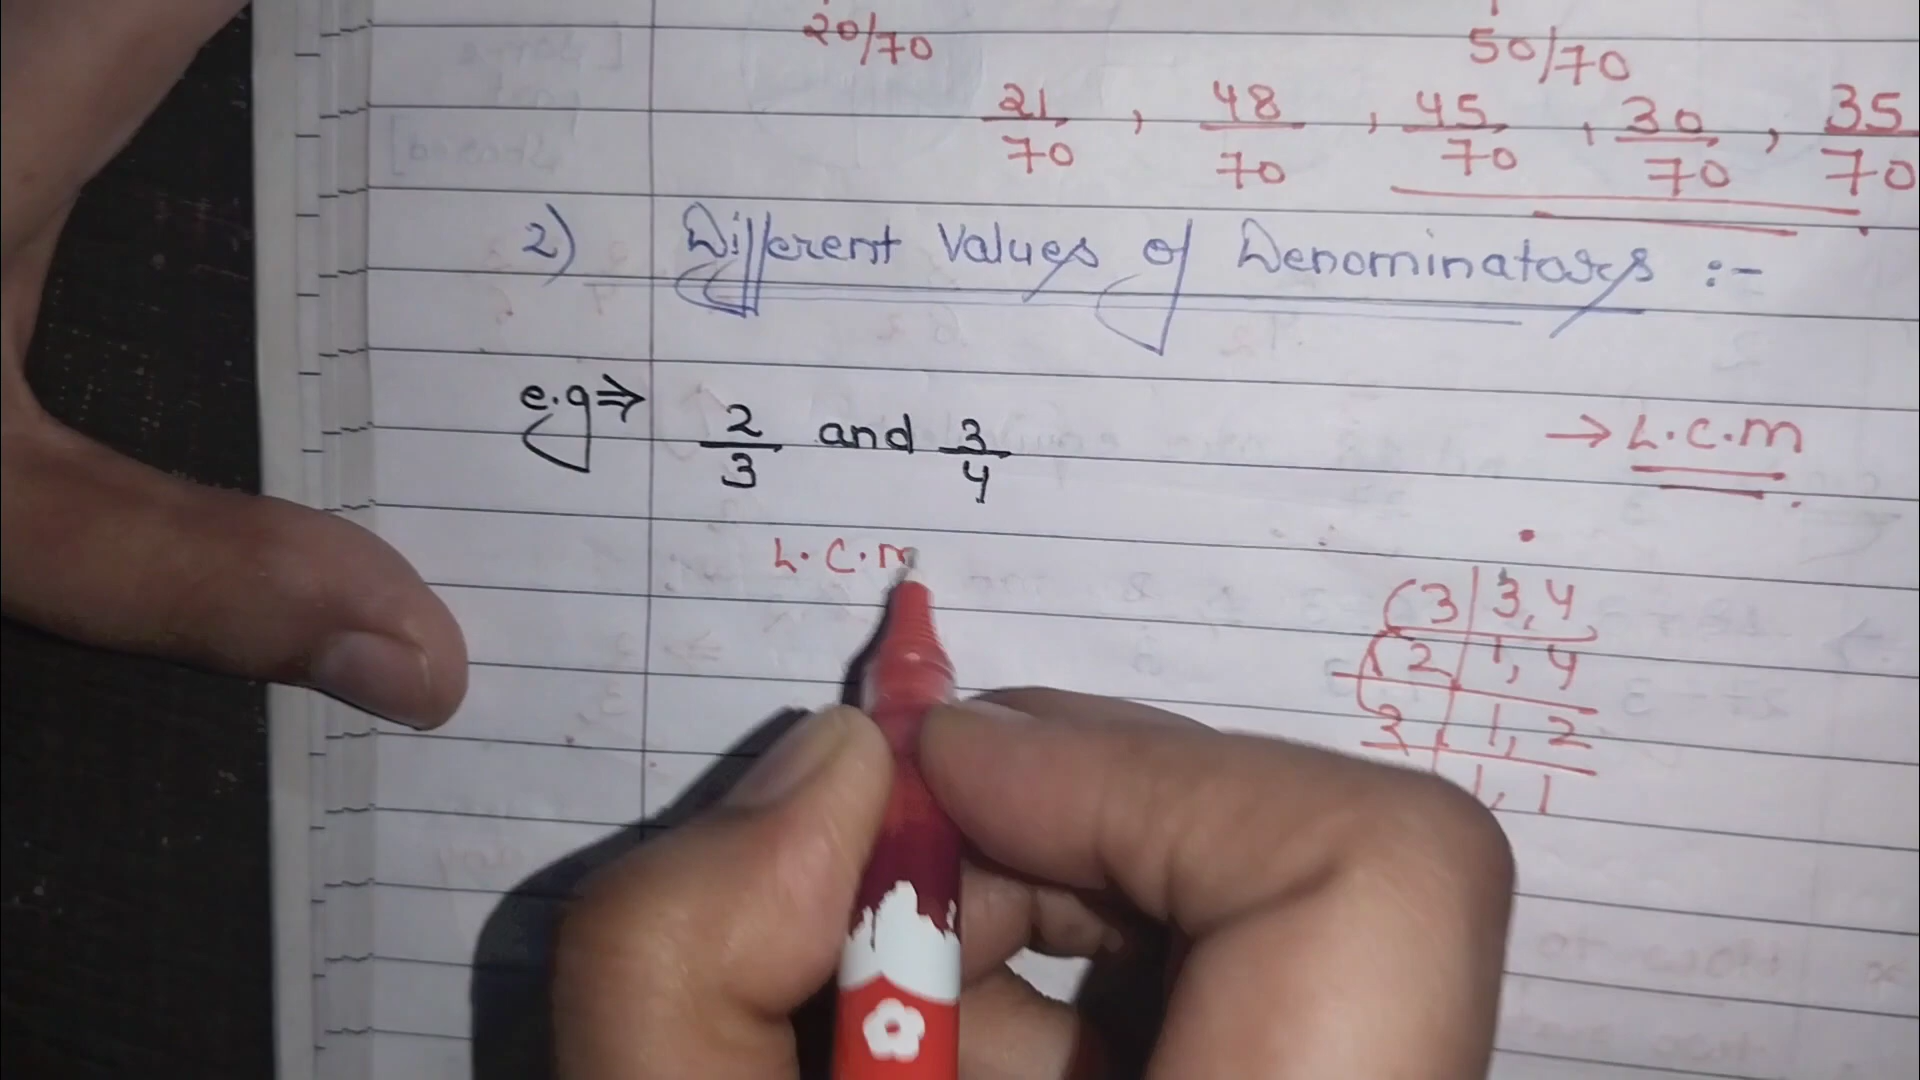 20/70 50/70
21/70 , 48/70 , 45/70 , 30/70 , 35/70
2) Different Values of Denominators :-
e.g ⇒ 2/3 and 3/4 → L.C.M
L.C.M
3 | 3, 4
2 | 1, 4
2 | 1, 2
1, 1